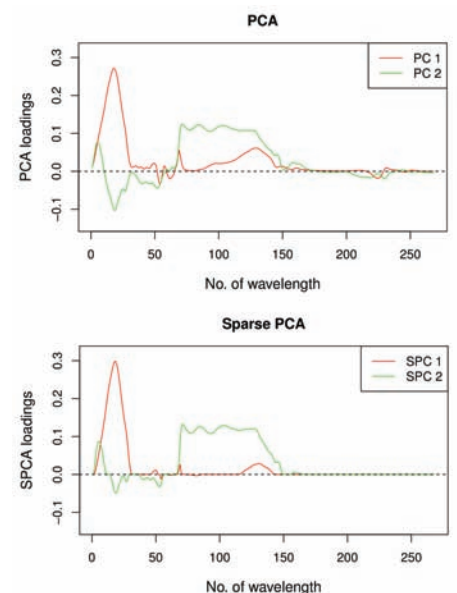 PCA
PC 1
PC 2
PCA loadings
0.3
0.2
0.1
0.0
−0.1
0
50
100
150
200
250
No. of wavelength
Sparse PCA
SPC 1
SPC 2
SPCA loadings
0.3
0.2
0.1
0.0
−0.1
0
50
100
150
200
250
No. of wavelength